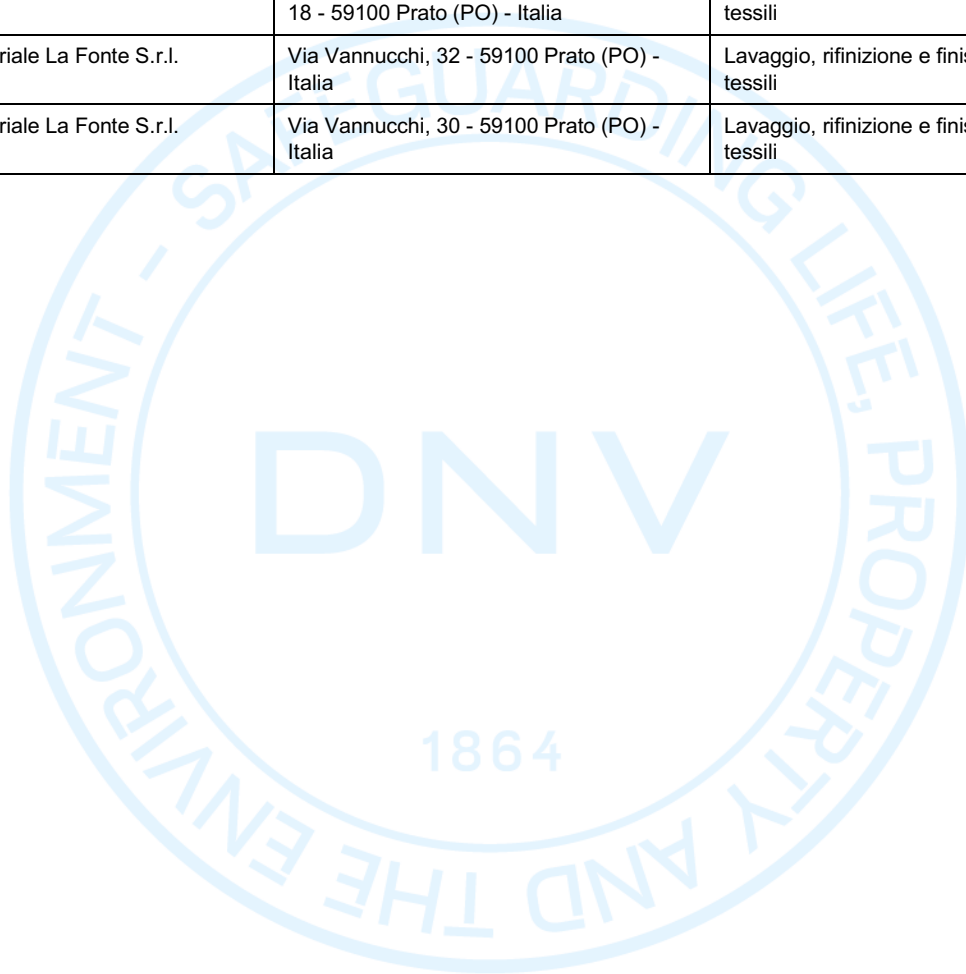 18 - 59100 Prato (PO) - Italia
tessili
riale La Fonte S.r.l.
Via Vannucchi, 32 - 59100 Prato (PO) -
Italia
Lavaggio, rifinizione e finis
tessili
riale La Fonte S.r.l.
Via Vannucchi, 30 - 59100 Prato (PO) -
Italia
Lavaggio, rifinizione e finis
tessili
SAFEGUARDING LIFE, PROPERTY AND THE ENVIRONMENT -
DNV
1864